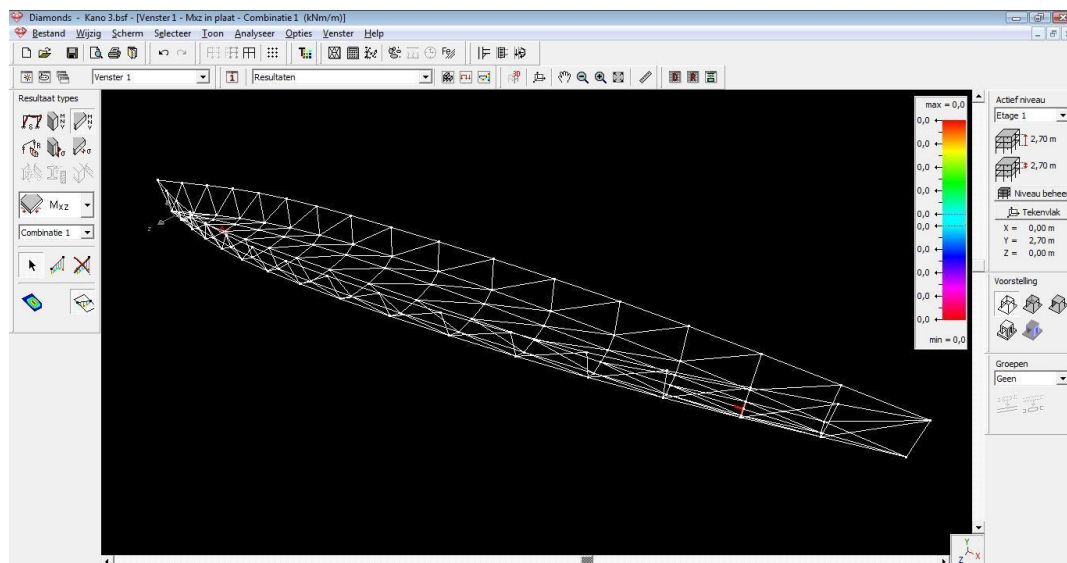 Diamonds - Kano 3.bsf - [Venster 1 - Mxz in plaat - Combinatie 1 (kNm/m)]
Bestand Wijzig Scherm Selecteer Toon Analyseer Opties Venster Help
Venster 1
1
Resultaten
3D
D
R
Resultaat types
Mxz
Combinatie 1
z
max = 0,0
0,0
0,0
0,0
0,0
0,0
0,0
0,0
0,0
0,0
0,0
min = 0,0
Actief niveau
Etage 1
2,70 m
2,70 m
Niveau beheer
Tekenvlak
X = 0,00 m
Y = 2,70 m
Z = 0,00 m
Voorstelling
Groepen
Geen
Y
X
Z